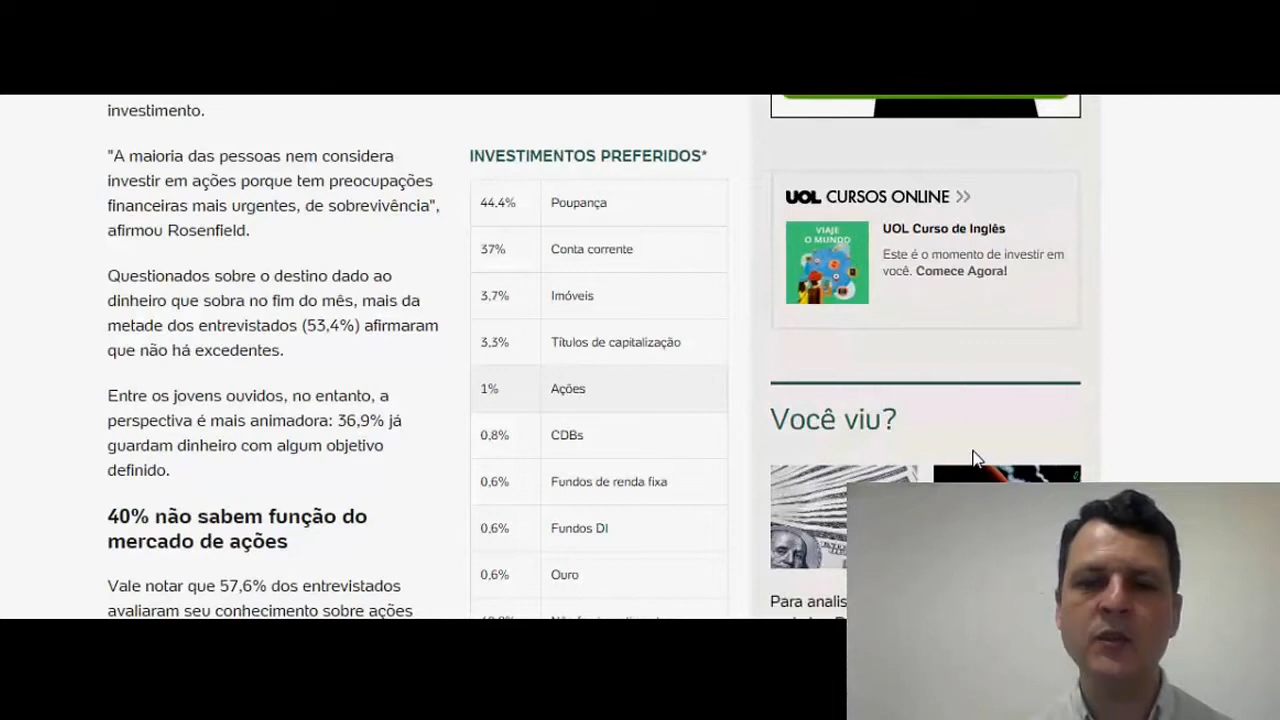 investimento.
"A maioria das pessoas nem considera
investir em ações porque tem preocupações
financeiras mais urgentes, de sobrevivência",
afirmou Rosenfield.
Questionados sobre o destino dado ao
dinheiro que sobra no fim do mês, mais da
metade dos entrevistados (53,4%) afirmaram
que não há excedentes.
Entre os jovens ouvidos, no entanto, a
perspectiva é mais animadora: 36,9% já
guardam dinheiro com algum objetivo
definido.
40% não sabem função do
mercado de ações
Vale notar que 57,6% dos entrevistados
avaliaram seu conhecimento sobre ações
INVESTIMENTOS PREFERIDOS*
44,4% Poupança
37% Conta corrente
3,7% Imóveis
3,3% Títulos de capitalização
1% Ações
0,8% CDBs
0,6% Fundos de renda fixa
0,6% Fundos DI
0,6% Ouro
UOL CURSOS ONLINE >>
VIAJE
O MUNDO
UOL Curso de Inglês
Este é o momento de investir em
você. Comece Agora!
Você viu?
Para analis